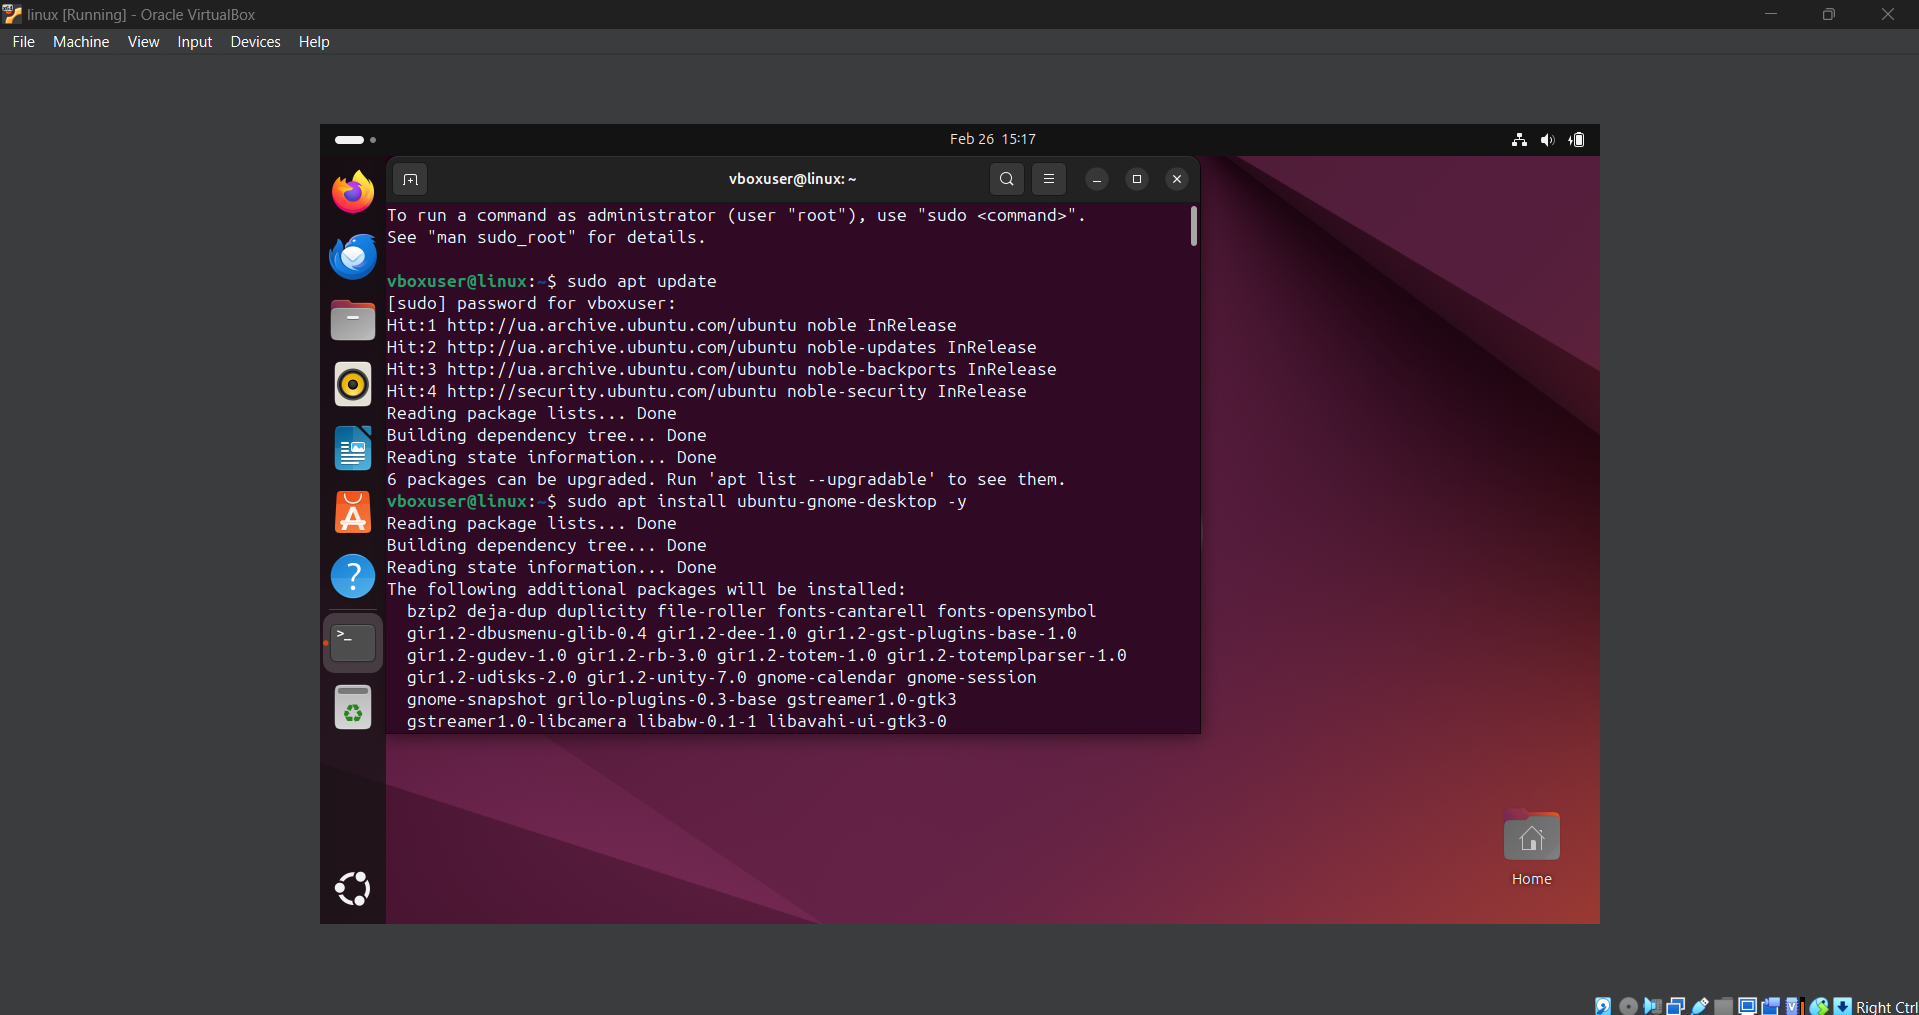 linux [Running] - Oracle VirtualBox
File Machine View Input Devices Help
Feb 26 15:17
vboxuser@linux: ~
To run a command as administrator (user "root"), use "sudo <command>".
See "man sudo_root" for details.
vboxuser@linux:~$ sudo apt update
[sudo] password for vboxuser:
Hit:1 http://ua.archive.ubuntu.com/ubuntu noble InRelease
Hit:2 http://ua.archive.ubuntu.com/ubuntu noble-updates InRelease
Hit:3 http://ua.archive.ubuntu.com/ubuntu noble-backports InRelease
Hit:4 http://security.ubuntu.com/ubuntu noble-security InRelease
Reading package lists... Done
Building dependency tree... Done
Reading state information... Done
6 packages can be upgraded. Run 'apt list --upgradable' to see them.
vboxuser@linux:~$ sudo apt install ubuntu-gnome-desktop -y
Reading package lists... Done
Building dependency tree... Done
Reading state information... Done
The following additional packages will be installed:
bzip2 deja-dup duplicity file-roller fonts-cantarell fonts-opensymbol
gir1.2-dbusmenu-glib-0.4 gir1.2-dee-1.0 gir1.2-gst-plugins-base-1.0
gir1.2-gudev-1.0 gir1.2-rb-3.0 gir1.2-totem-1.0 gir1.2-totemplparser-1.0
gir1.2-udisks-2.0 gir1.2-unity-7.0 gnome-calendar gnome-session
gnome-snapshot grilo-plugins-0.3-base gstreamer1.0-gtk3
gstreamer1.0-libcamera libabw-0.1-1 libavahi-ui-gtk3-0
Home
Right Ctrl